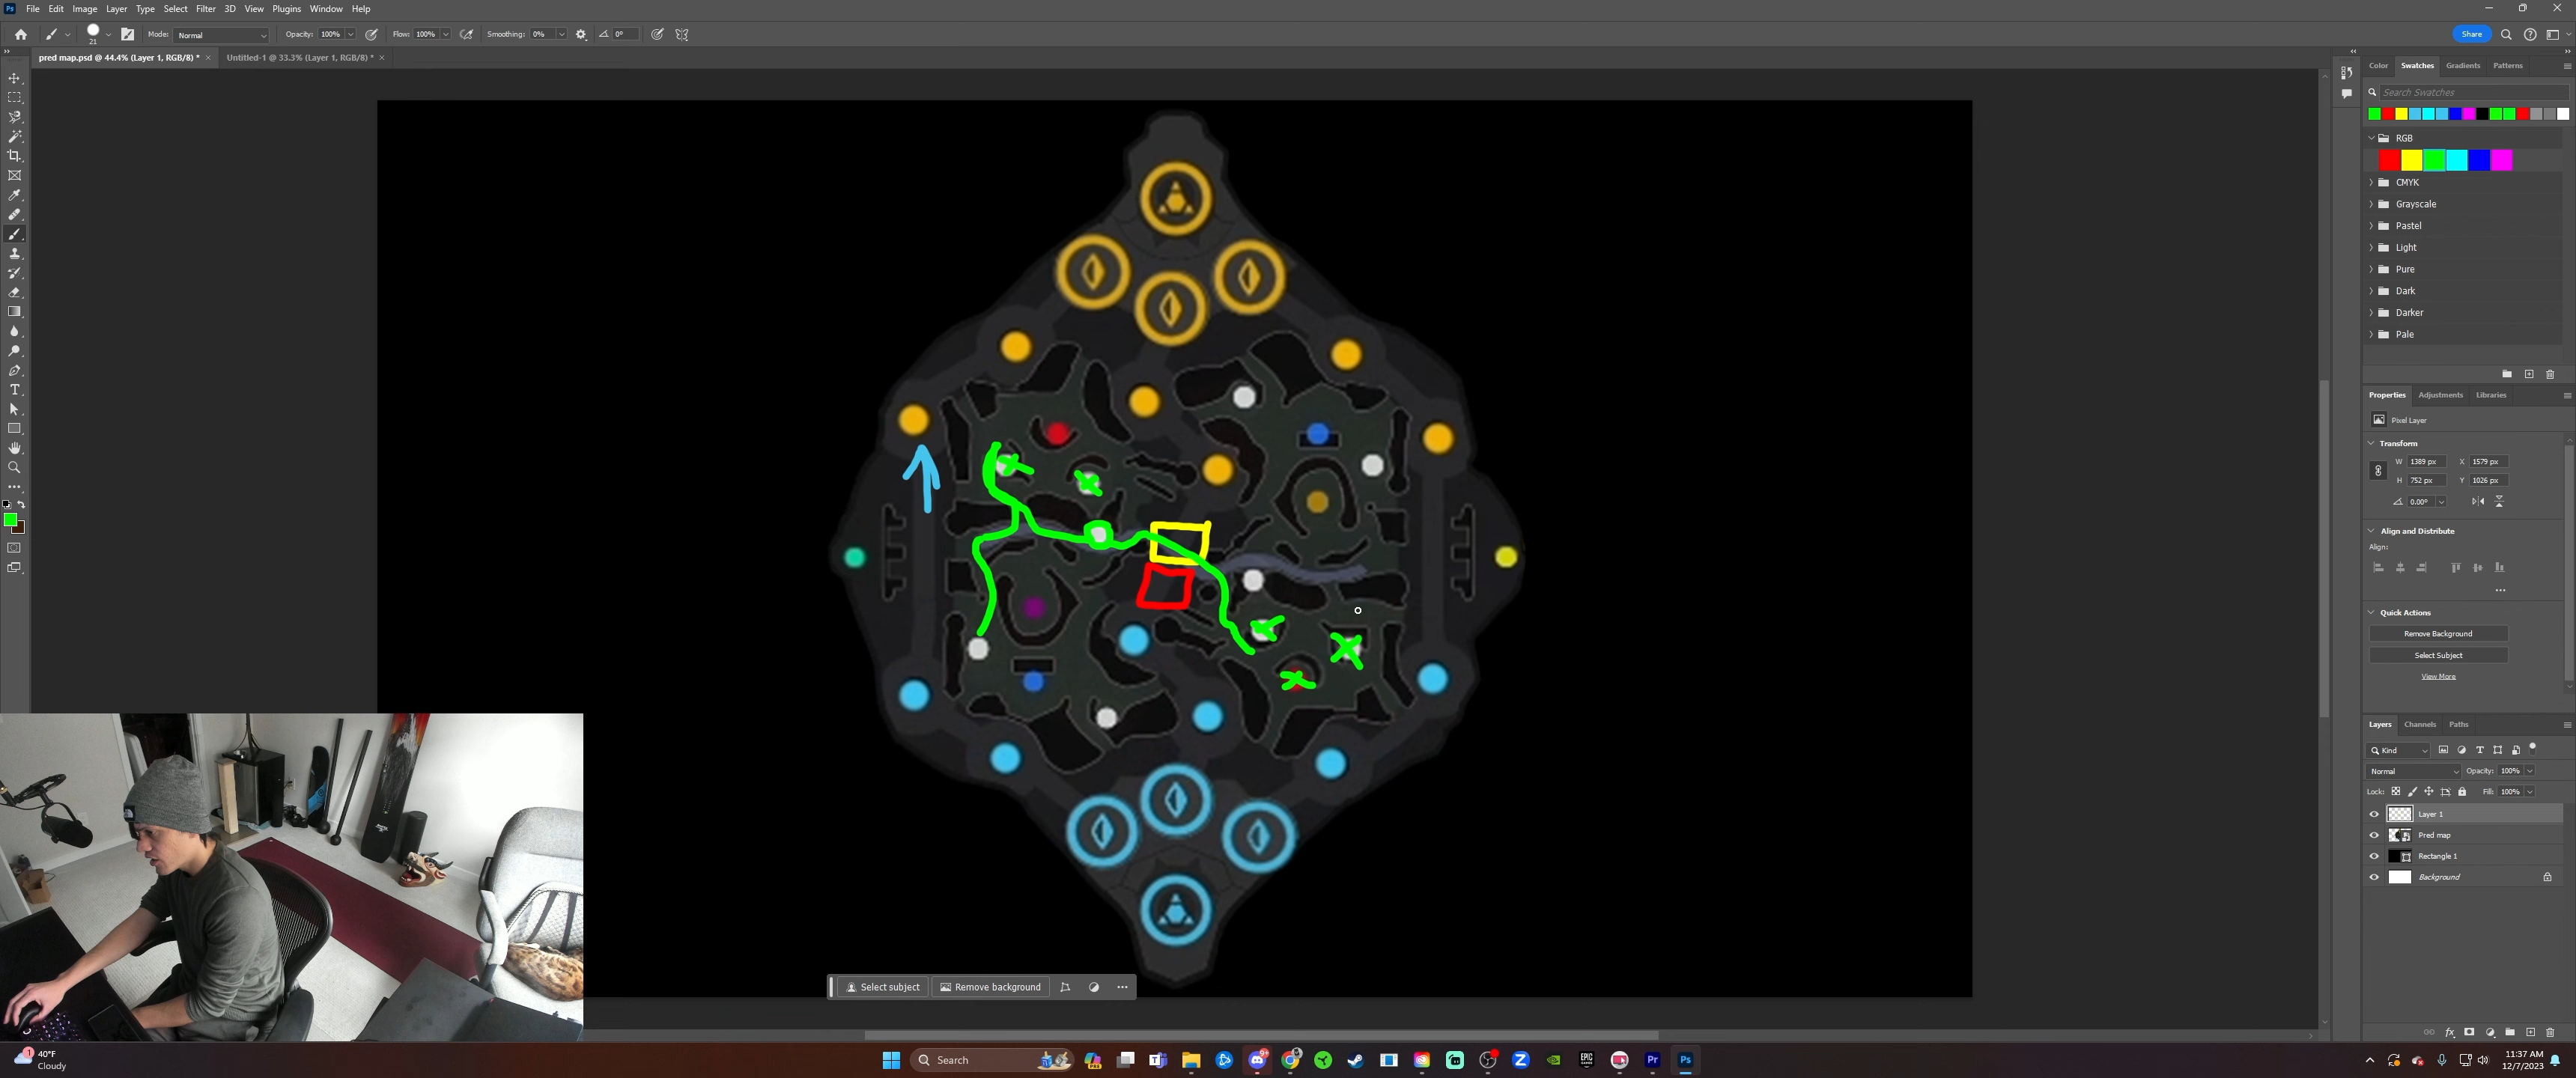 Ps File Edit Image Layer Type Select Filter 3D View Plugins Window Help
21 Mode: Normal Opacity: 100% Flow: 100% Smoothing: 0% 0° Share
pred map.psd @ 44.4% (Layer 1, RGB/8) * Untitled-1 @ 33.3% (Layer 1, RGB/8) *
Color Swatches Gradients Patterns
Search Swatches
RGB
CMYK
Grayscale
Pastel
Light
Pure
Dark
Darker
Pale
Properties Adjustments Libraries
Pixel Layer
Transform
W 1389 px X 1579 px
H 752 px Y 1026 px
0.00°
Align and Distribute
Align:
Quick Actions
Remove Background
Select Subject
View More
Layers Channels Paths
Kind
Normal Opacity: 100%
Lock: Fill: 100%
Layer 1
Pred map
Rectangle 1
Background
Select subject Remove background
40°F
Cloudy
Search
11:37 AM
12/7/2023